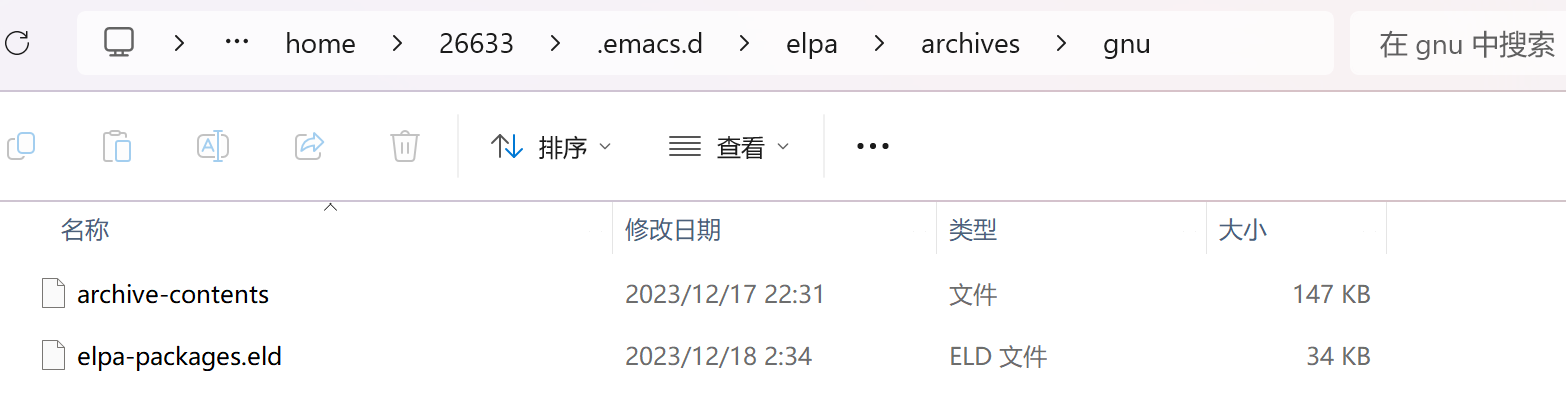 … > home > 26633 > .emacs.d > elpa > archives > gnu
在 gnu 中搜索
排序
查看
名称 修改日期 类型 大小
archive-contents 2023/12/17 22:31 文件 147 KB
elpa-packages.eld 2023/12/18 2:34 ELD 文件 34 KB